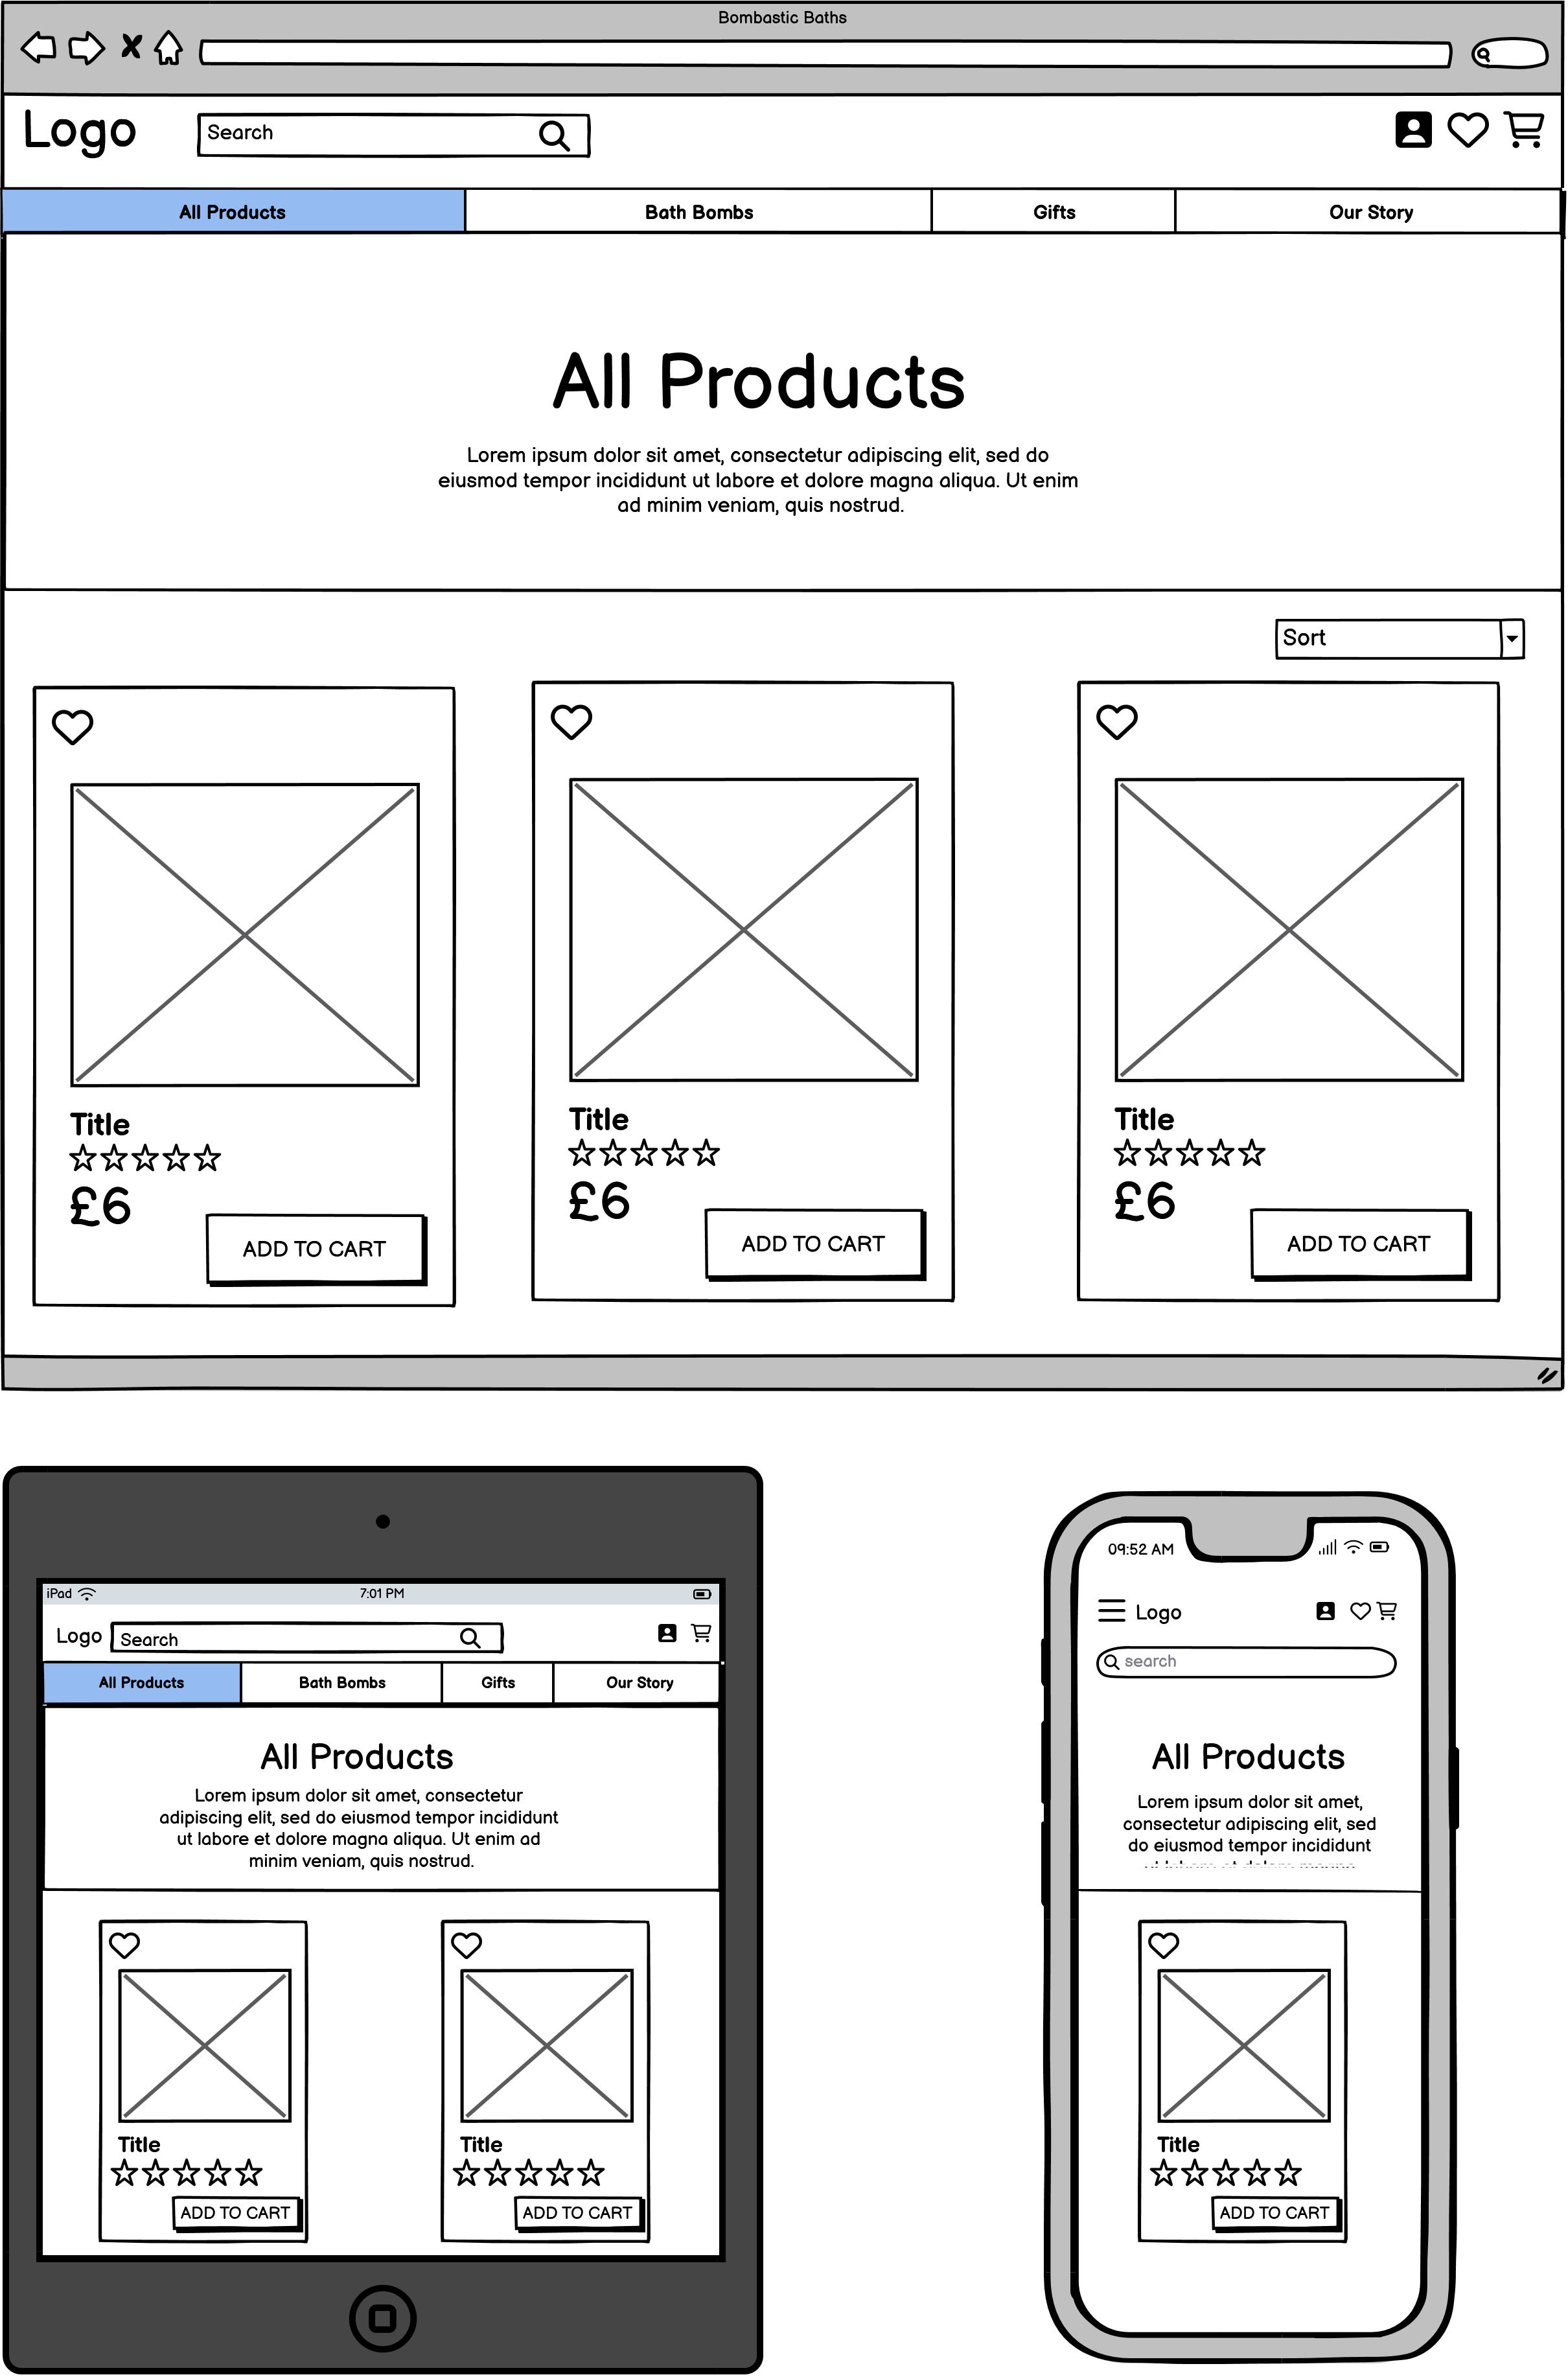 Bombastic Baths
Logo
Search
All Products
Bath Bombs
Gifts
Our Story
All Products
Lorem ipsum dolor sit amet, consectetur adipiscing elit, sed do
eiusmod tempor incididunt ut labore et dolore magna aliqua. Ut enim
ad minim veniam, quis nostrud.
Sort
Title
£6
ADD TO CART
Title
£6
ADD TO CART
Title
£6
ADD TO CART
iPad
7:01 PM
Logo
Search
All Products
Bath Bombs
Gifts
Our Story
All Products
Lorem ipsum dolor sit amet, consectetur
adipiscing elit, sed do eiusmod tempor incididunt
ut labore et dolore magna aliqua. Ut enim ad
minim veniam, quis nostrud.
Title
ADD TO CART
Title
ADD TO CART
09:52 AM
Logo
search
All Products
Lorem ipsum dolor sit amet,
consectetur adipiscing elit, sed
do eiusmod tempor incididunt
Title
ADD TO CART